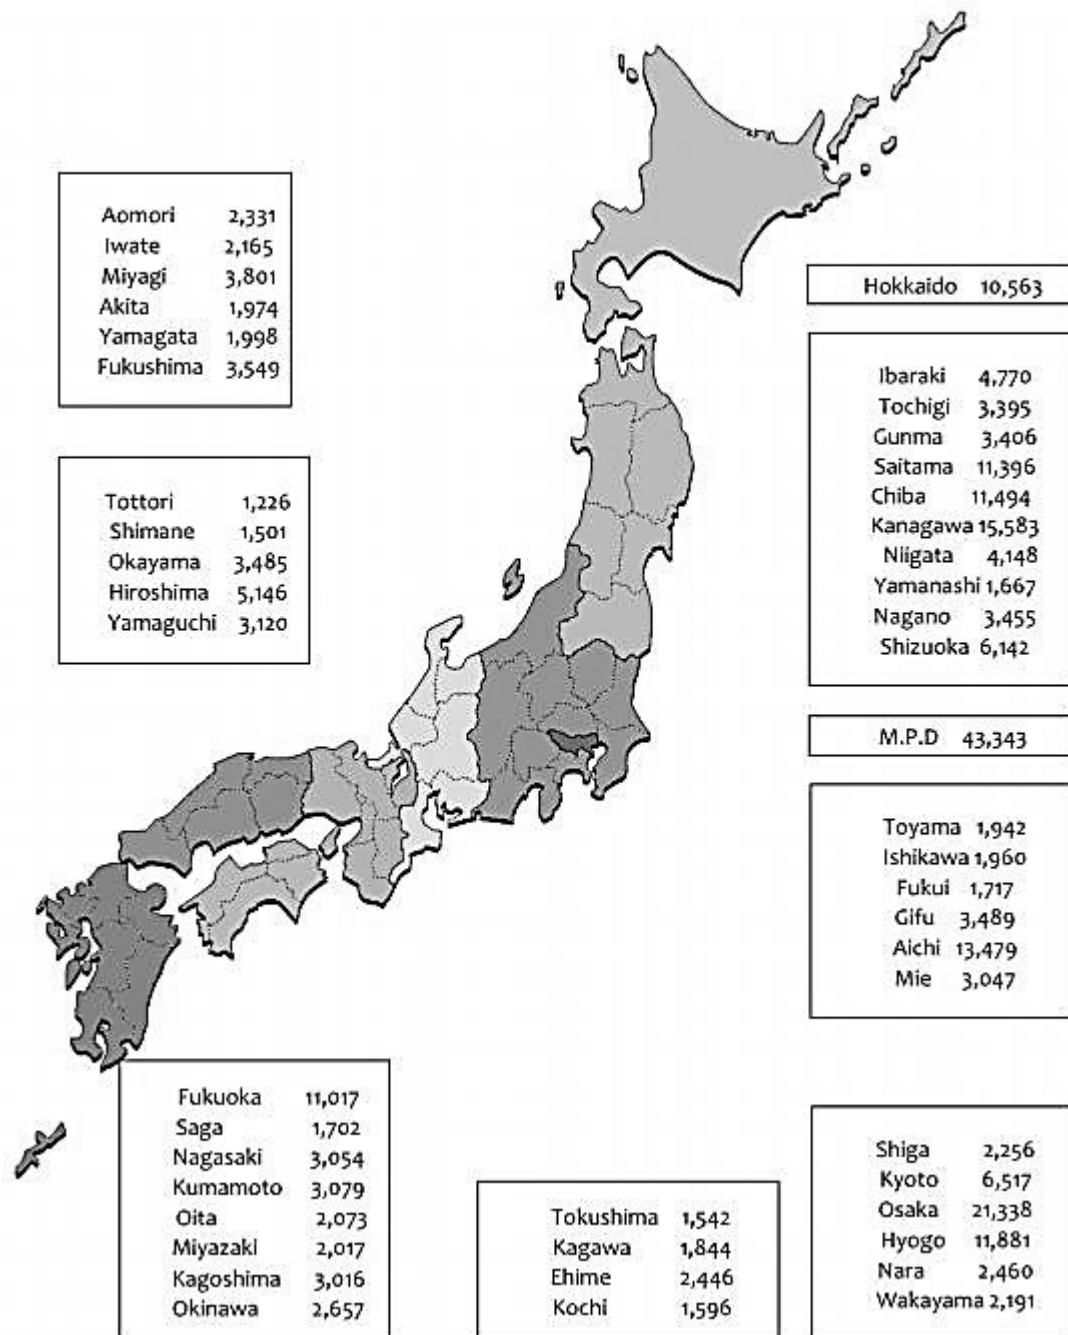 Aomori 2,331
Iwate 2,165
Miyagi 3,801
Akita 1,974
Yamagata 1,998
Fukushima 3,549
Hokkaido 10,563
Ibaraki 4,770
Tochigi 3,395
Gunma 3,406
Saitama 11,396
Chiba 11,494
Kanagawa 15,583
Niigata 4,148
Yamanashi 1,667
Nagano 3,455
Shizuoka 6,142
Tottori 1,226
Shimane 1,501
Okayama 3,485
Hiroshima 5,146
Yamaguchi 3,120
M.P.D 43,343
Toyama 1,942
Ishikawa 1,960
Fukui 1,717
Gifu 3,489
Aichi 13,479
Mie 3,047
Fukuoka 11,017
Saga 1,702
Nagasaki 3,054
Kumamoto 3,079
Oita 2,073
Miyazaki 2,017
Kagoshima 3,016
Okinawa 2,657
Tokushima 1,542
Kagawa 1,844
Ehime 2,446
Kochi 1,596
Shiga 2,256
Kyoto 6,517
Osaka 21,338
Hyogo 11,881
Nara 2,460
Wakayama 2,191